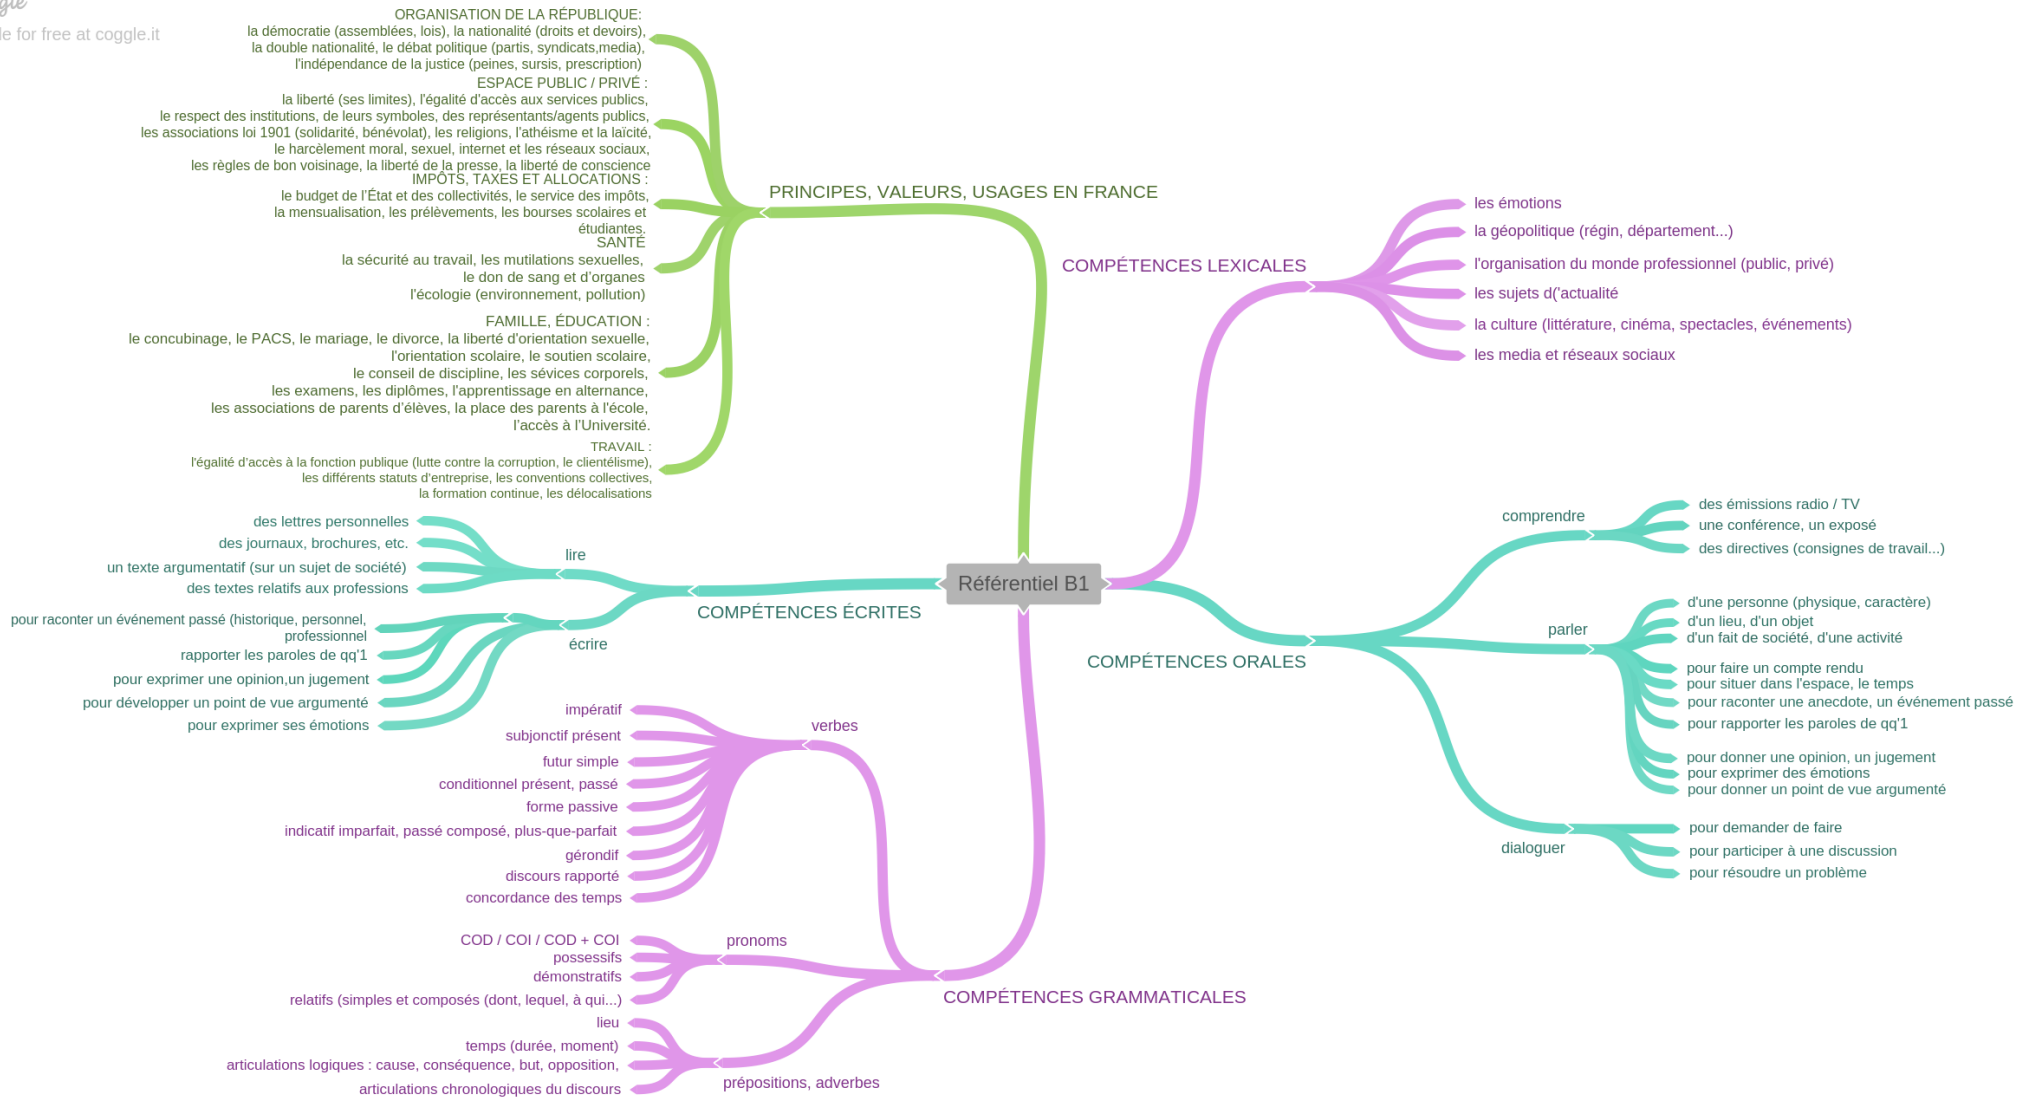 le for free at coggle.it
ORGANISATION DE LA RÉPUBLIQUE:
la démocratie (assemblées, lois), la nationalité (droits et devoirs),
la double nationalité, le débat politique (partis, syndicats,media),
l'indépendance de la justice (peines, sursis, prescription)
ESPACE PUBLIC / PRIVÉ :
la liberté (ses limites), l'égalité d'accès aux services publics,
le respect des institutions, de leurs symboles, des représentants/agents publics,
les associations loi 1901 (solidarité, bénévolat), les religions, l'athéisme et la laïcité,
le harcèlement moral, sexuel, internet et les réseaux sociaux,
les règles de bon voisinage, la liberté de la presse, la liberté de conscience
IMPÔTS, TAXES ET ALLOCATIONS :
le budget de l'État et des collectivités, le service des impôts,
la mensualisation, les prélèvements, les bourses scolaires et
étudiantes.
SANTÉ
la sécurité au travail, les mutilations sexuelles,
le don de sang et d'organes
l'écologie (environnement, pollution)
FAMILLE, ÉDUCATION :
le concubinage, le PACS, le mariage, le divorce, la liberté d'orientation sexuelle,
l'orientation scolaire, le soutien scolaire,
le conseil de discipline, les sévices corporels,
les examens, les diplômes, l'apprentissage en alternance,
les associations de parents d'élèves, la place des parents à l'école,
l'accès à l'Université.
TRAVAIL :
l'égalité d'accès à la fonction publique (lutte contre la corruption, le clientélisme),
les différents statuts d'entreprise, les conventions collectives,
la formation continue, les délocalisations
PRINCIPES, VALEURS, USAGES EN FRANCE
COMPÉTENCES LEXICALES
les émotions
la géopolitique (régin, département...)
l'organisation du monde professionnel (public, privé)
les sujets d('actualité
la culture (littérature, cinéma, spectacles, événements)
les media et réseaux sociaux
Référentiel B1
COMPÉTENCES ÉCRITES
lire
des lettres personnelles
des journaux, brochures, etc.
un texte argumentatif (sur un sujet de société)
des textes relatifs aux professions
écrire
pour raconter un événement passé (historique, personnel,
professionnel
rapporter les paroles de qq'1
pour exprimer une opinion,un jugement
pour développer un point de vue argumenté
pour exprimer ses émotions
COMPÉTENCES ORALES
comprendre
des émissions radio / TV
une conférence, un exposé
des directives (consignes de travail...)
parler
d'une personne (physique, caractère)
d'un lieu, d'un objet
d'un fait de société, d'une activité
pour faire un compte rendu
pour situer dans l'espace, le temps
pour raconter une anecdote, un événement passé
pour rapporter les paroles de qq'1
pour donner une opinion, un jugement
pour exprimer des émotions
pour donner un point de vue argumenté
dialoguer
pour demander de faire
pour participer à une discussion
pour résoudre un problème
COMPÉTENCES GRAMMATICALES
verbes
impératif
subjonctif présent
futur simple
conditionnel présent, passé
forme passive
indicatif imparfait, passé composé, plus-que-parfait
gérondif
discours rapporté
concordance des temps
pronoms
COD / COI / COD + COI
possessifs
démonstratifs
relatifs (simples et composés (dont, lequel, à qui...)
prépositions, adverbes
lieu
temps (durée, moment)
articulations logiques : cause, conséquence, but, opposition,
articulations chronologiques du discours